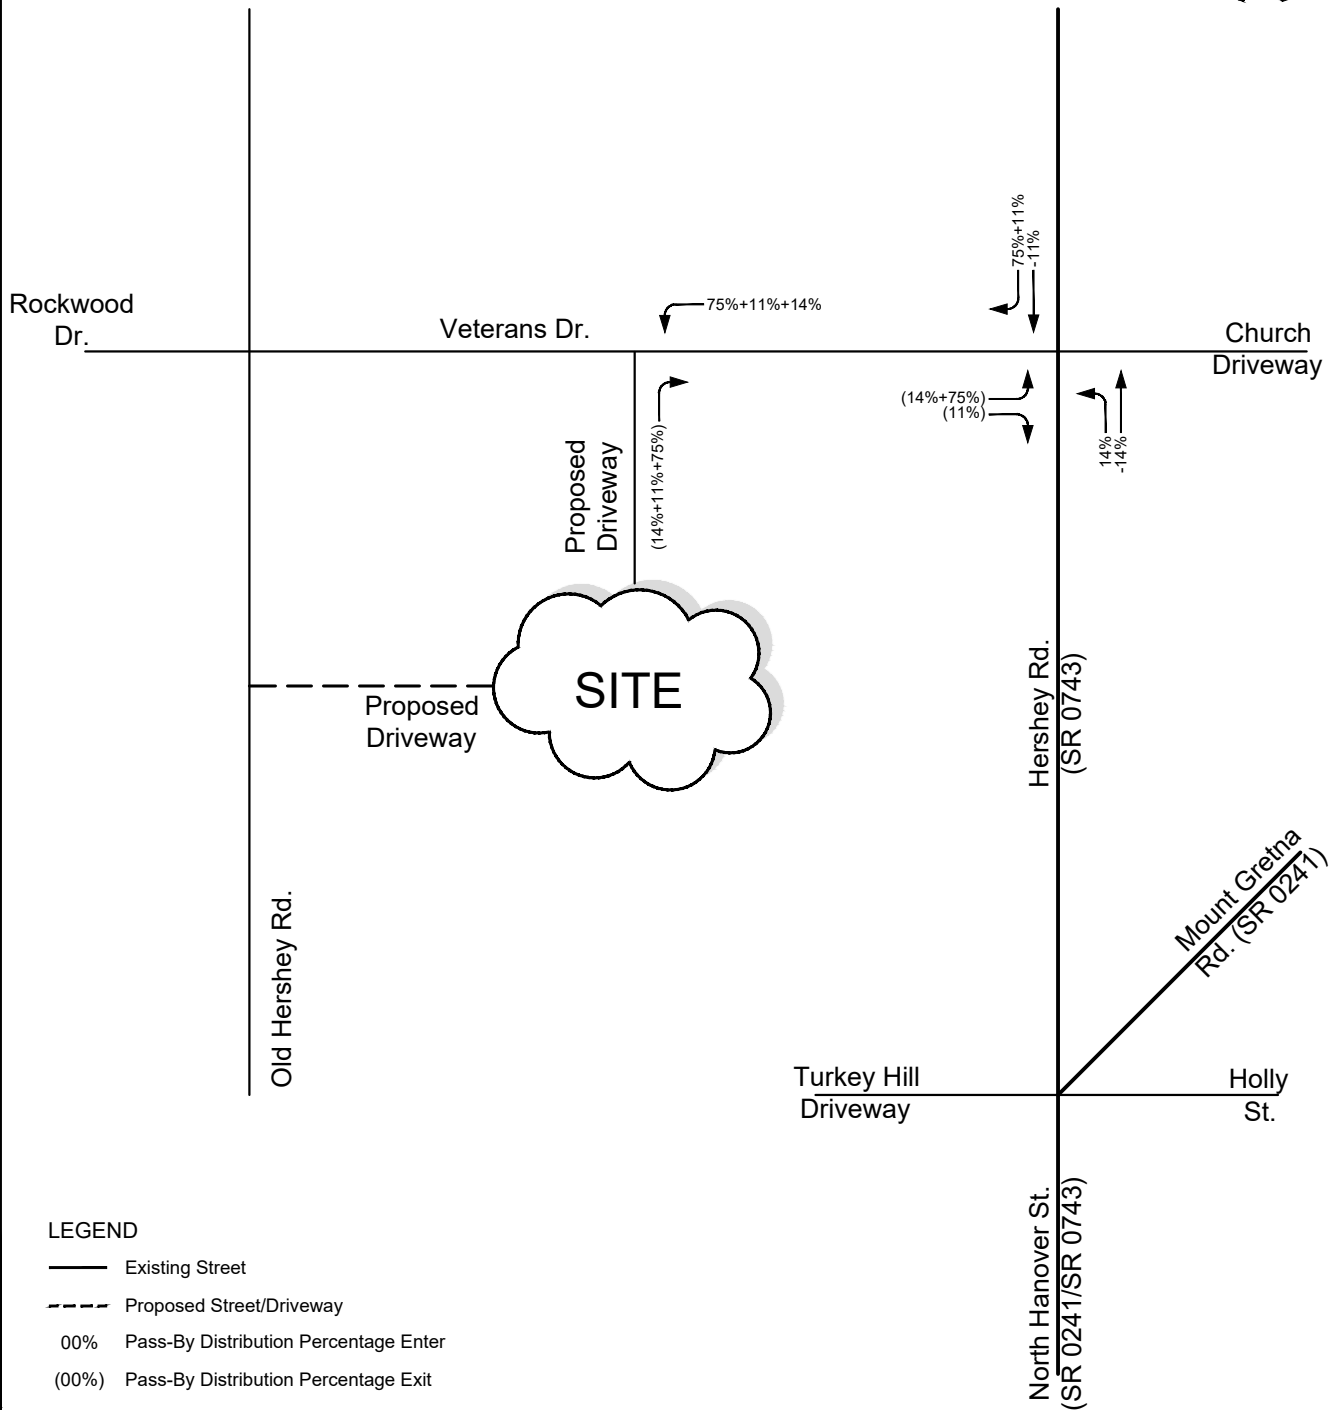 75%+11%
-11%
Rockwood
Dr.
Veterans Dr.
75%+11%+14%
Church
Driveway
(14%+75%)
(11%)
14%
-14%
Proposed
Driveway
(14%+11%+75%)
SITE
Proposed
Driveway
Hershey Rd.
(SR 0743)
Mount Gretna
Rd. (SR 0241)
Old Hershey Rd.
Turkey Hill
Driveway
Holly
St.
North Hanover St.
(SR 0241/SR 0743)
LEGEND
Existing Street
Proposed Street/Driveway
00% Pass-By Distribution Percentage Enter
(00%) Pass-By Distribution Percentage Exit